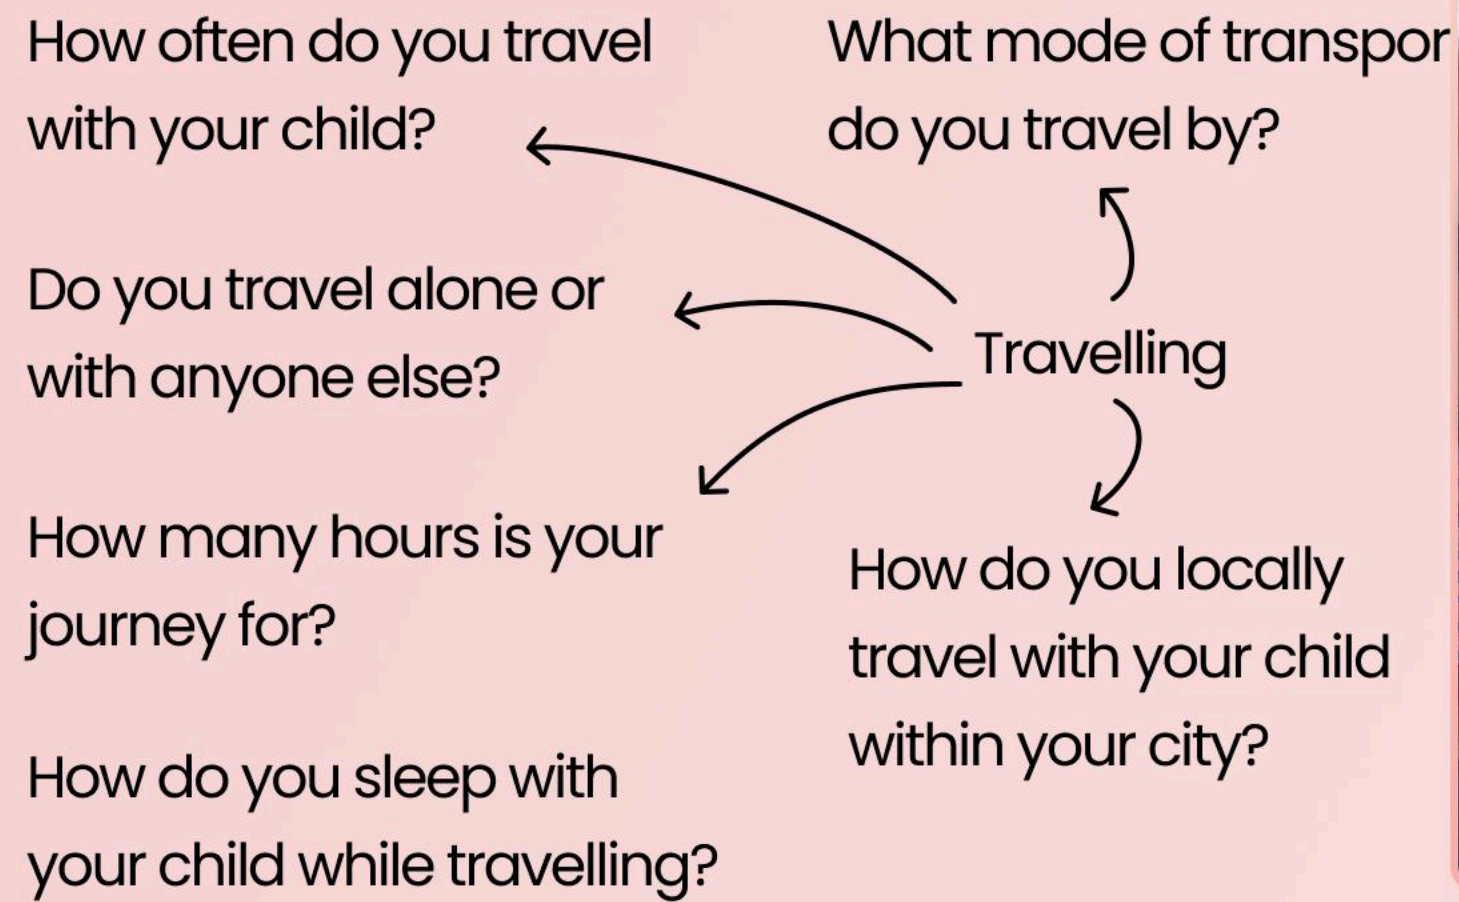 How often do you travel
with your child?
What mode of transpor
do you travel by?
Do you travel alone or
with anyone else?
Travelling
How many hours is your
journey for?
How do you locally
travel with your child
within your city?
How do you sleep with
your child while travelling?